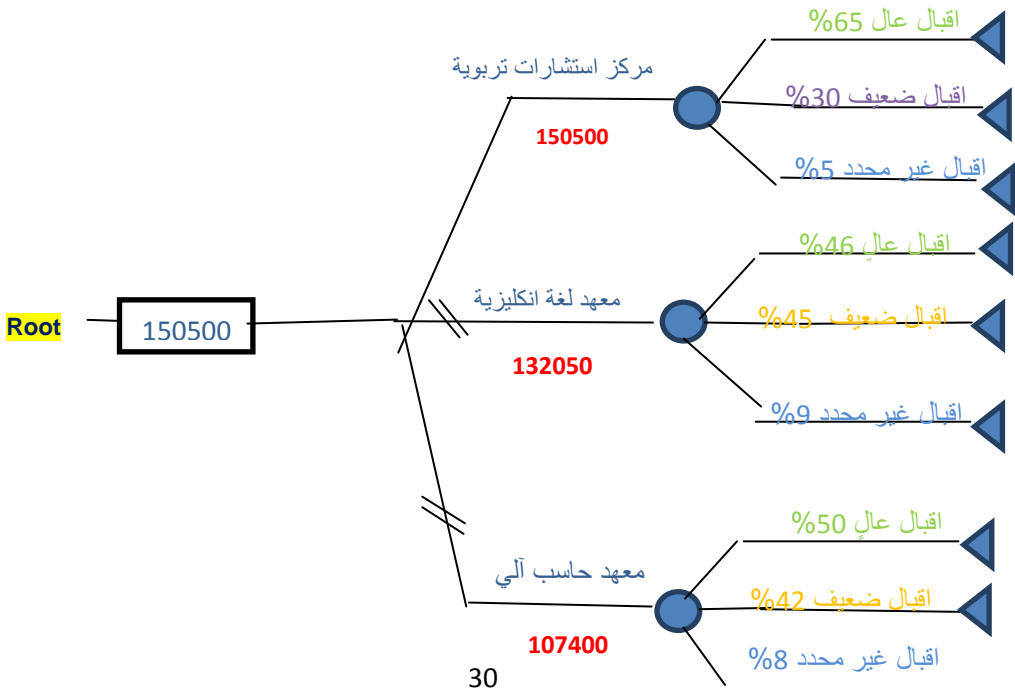 اقبال عال 65%
مركز استشارات تربوية
اقبال ضعيف 30%
150500
اقبال غير محدد 5%
اقبال عالٍ 46%
معهد لغة انكليزية
Root
150500
اقبال ضعيف 45%
132050
اقبال غير محدد 9%
اقبال عالٍ 50%
معهد حاسب آلي
اقبال ضعيف 42%
107400
اقبال غير محدد 8%
30